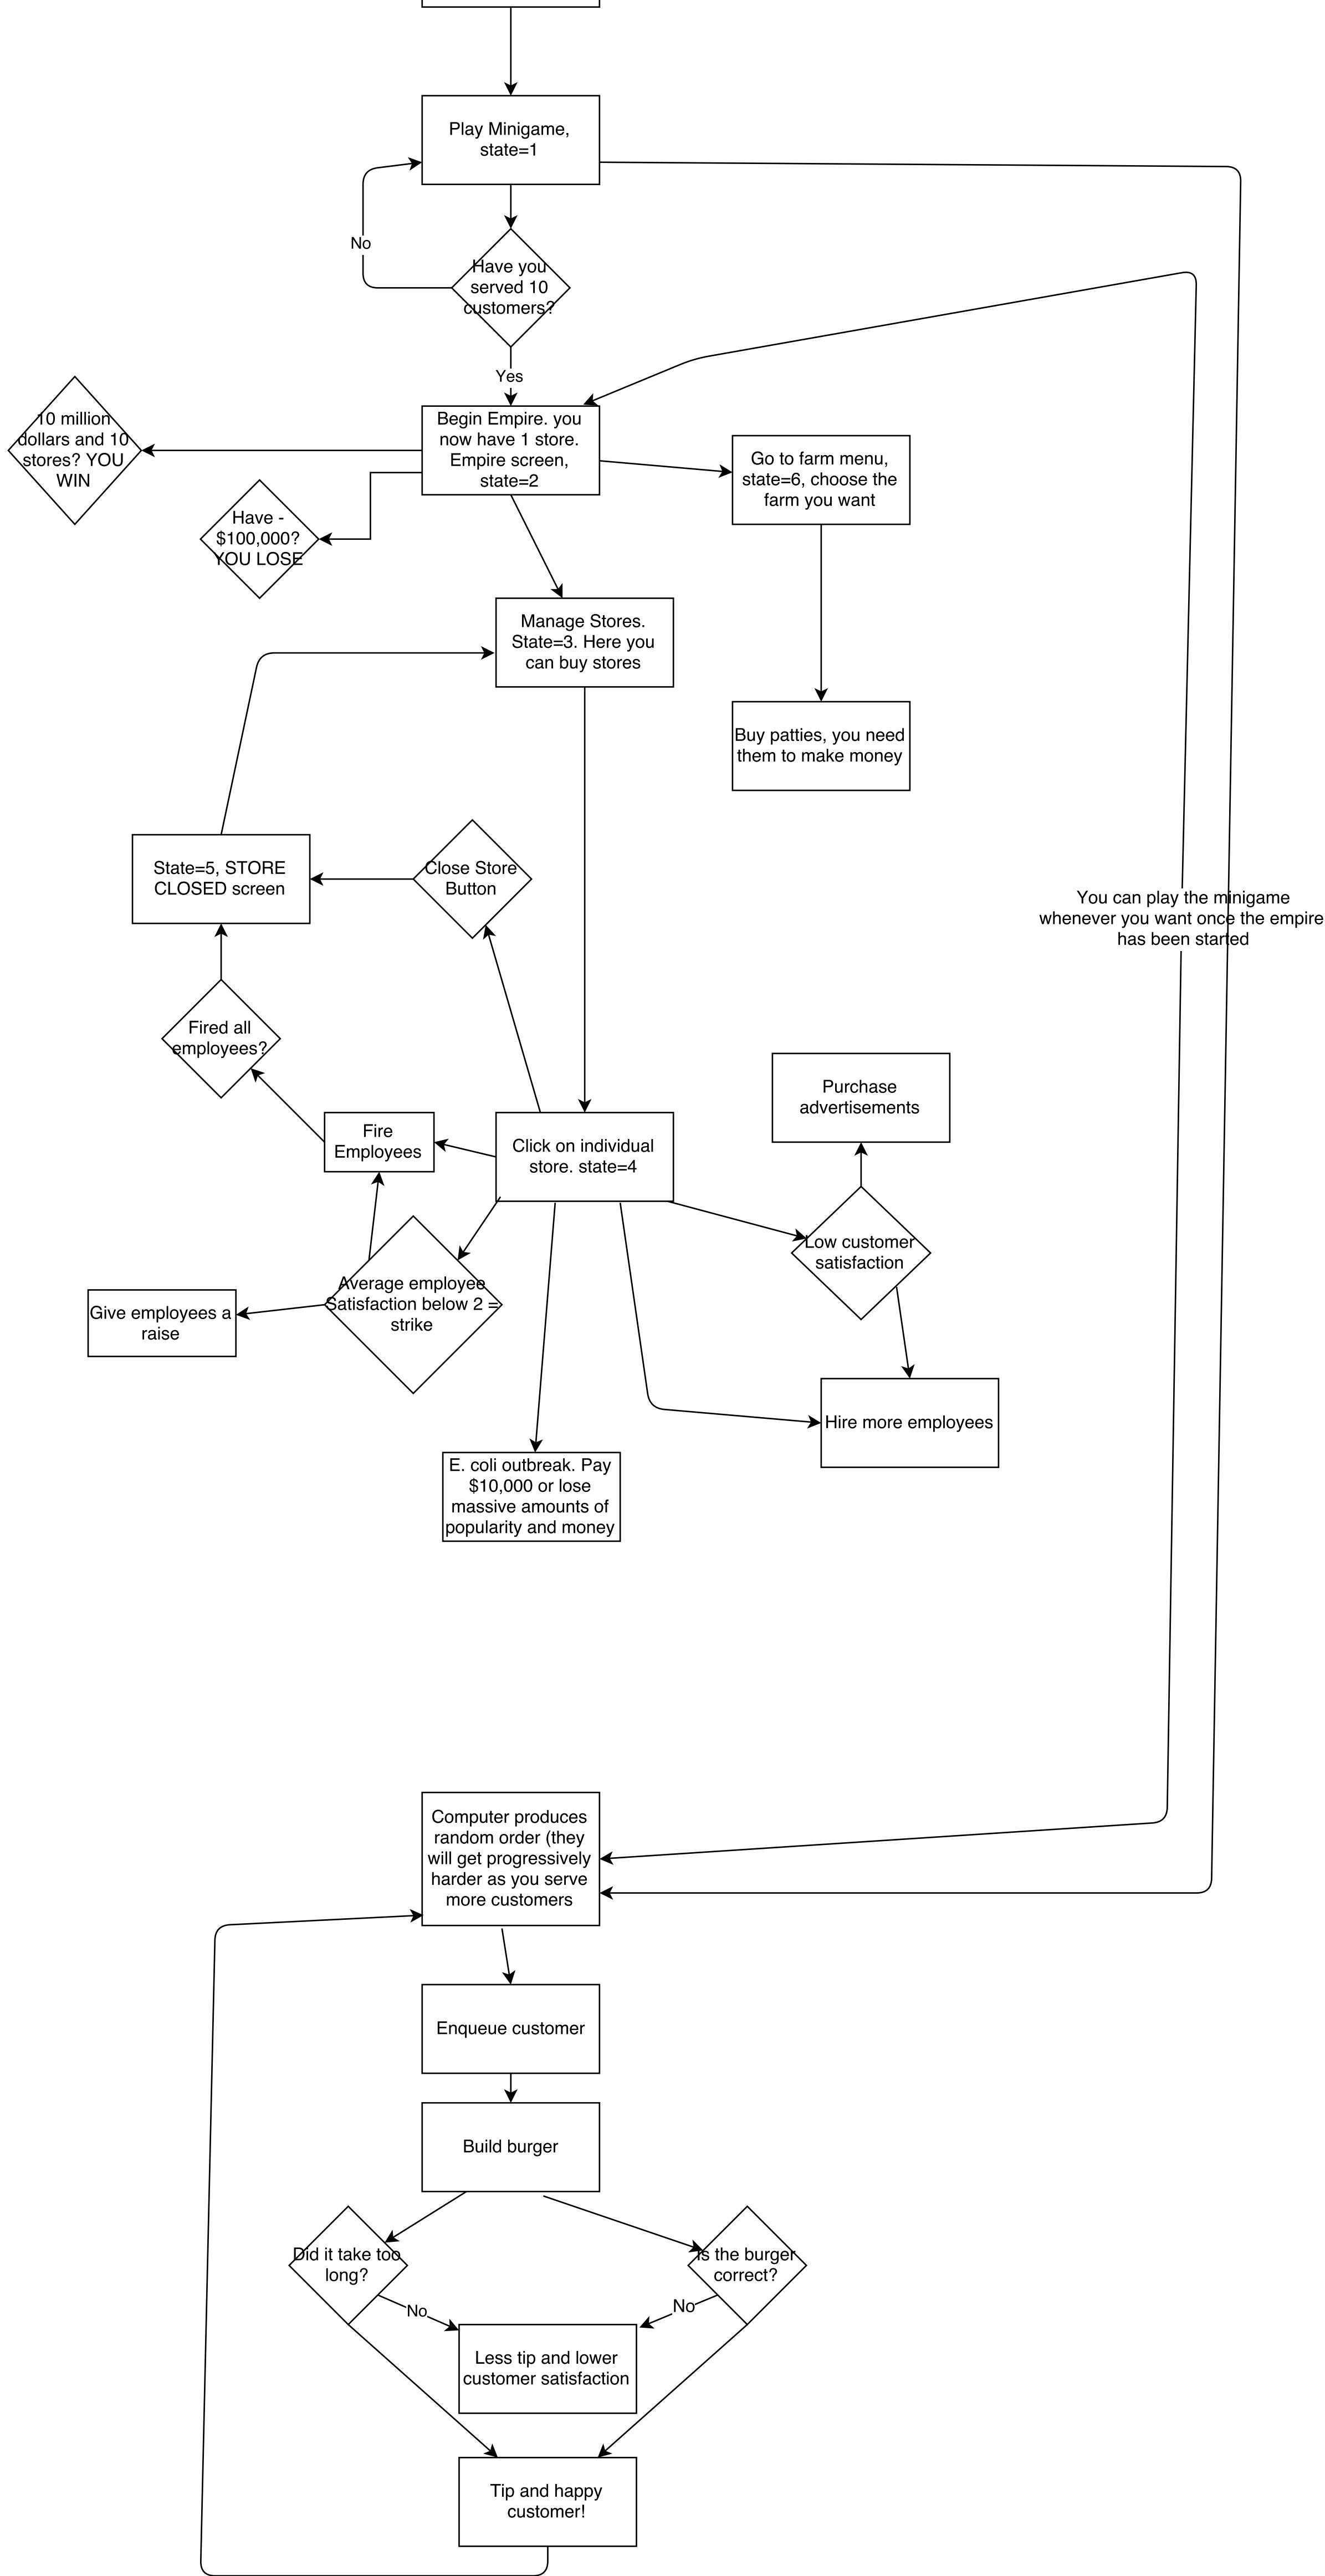 Play Minigame,
state=1
No
Have you
served 10
customers?
Yes
10 million
dollars and 10
stores? YOU
WIN
Begin Empire. you
now have 1 store.
Empire screen,
state=2
Go to farm menu,
state=6, choose the
farm you want
Have -
$100,000?
YOU LOSE
Manage Stores.
State=3. Here you
can buy stores
Buy patties, you need
them to make money
State=5, STORE
CLOSED screen
Close Store
Button
You can play the minigame
whenever you want once the empire
has been started
Fired all
employees?
Purchase
advertisements
Fire
Employees
Click on individual
store. state=4
Low customer
satisfaction
Average employee
Satisfaction below 2 =
strike
Give employees a
raise
Hire more employees
E. coli outbreak. Pay
$10,000 or lose
massive amounts of
popularity and money
Computer produces
random order (they
will get progressively
harder as you serve
more customers
Enqueue customer
Build burger
Did it take too
long?
Is the burger
correct?
No
No
Less tip and lower
customer satisfaction
Tip and happy
customer!